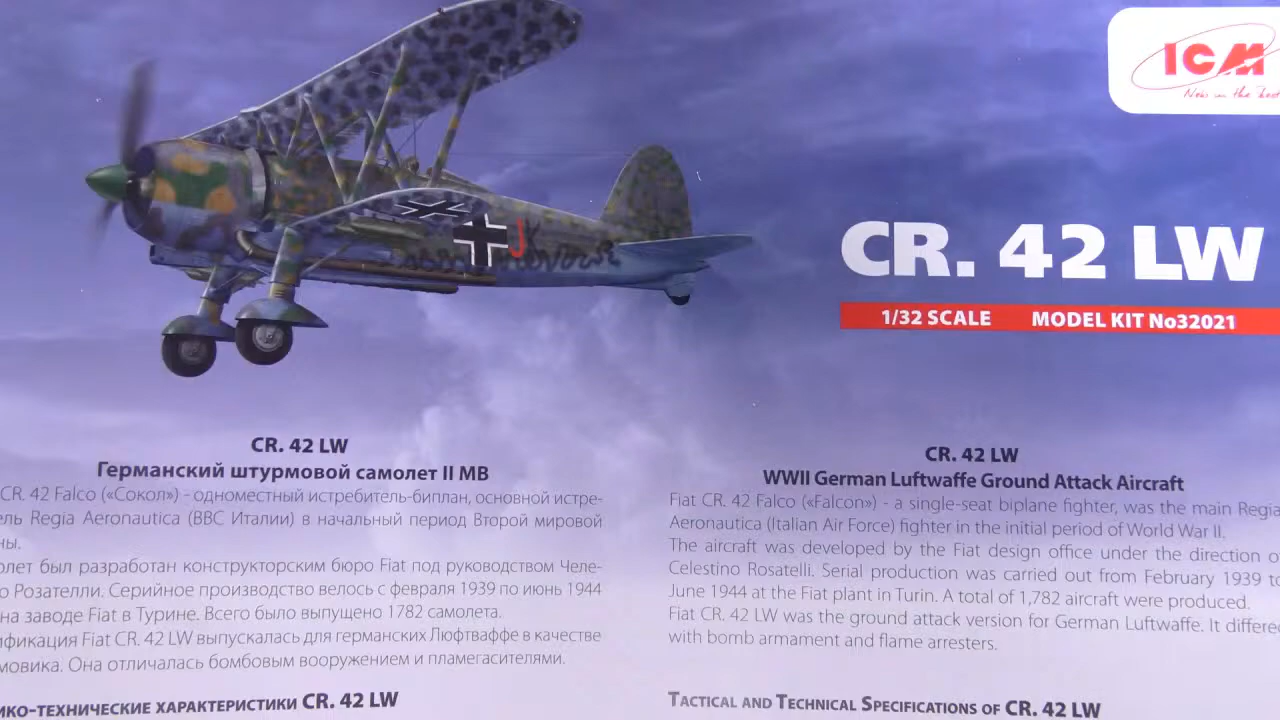 ICM
CR. 42 LW
1/32 SCALE MODEL KIT No32021
CR. 42 LW
Германский штурмовой самолет II МВ
CR. 42 Falco («Сокол») - одноместный истребитель-биплан, основной истре-
Regia Aeronautica (ВВС Италии) в начальный период Второй мировой
был разработан конструкторским бюро Fiat под руководством Челе-
Розателли. Серийное производство велось с февраля 1939 по июнь 1944
на заводе Fiat в Турине. Всего было выпущено 1782 самолета.
Fiat CR. 42 LW выпускалась для германских Люфтваффе в качестве
Она отличалась бомбовым вооружением и пламегасителями.
ИКО-ТЕХНИЧЕСКИЕ ХАРАКТЕРИСТИКИ CR. 42 LW
CR. 42 LW
WWII German Luftwaffe Ground Attack Aircraft
Fiat CR. 42 Falco («Falcon») - a single-seat biplane fighter, was the main Regia
Aeronautica (Italian Air Force) fighter in the initial period of World War II.
The aircraft was developed by the Fiat design office under the direction
Celestino Rosatelli. Serial production was carried out from February 1939 to
June 1944 at the Fiat plant in Turin. A total of 1,782 aircraft were produced.
Fiat CR. 42 LW was the ground attack version for German Luftwaffe. It differe
with bomb armament and flame arresters.
TACTICAL AND TECHNICAL SPECIFICATIONS OF CR. 42 LW